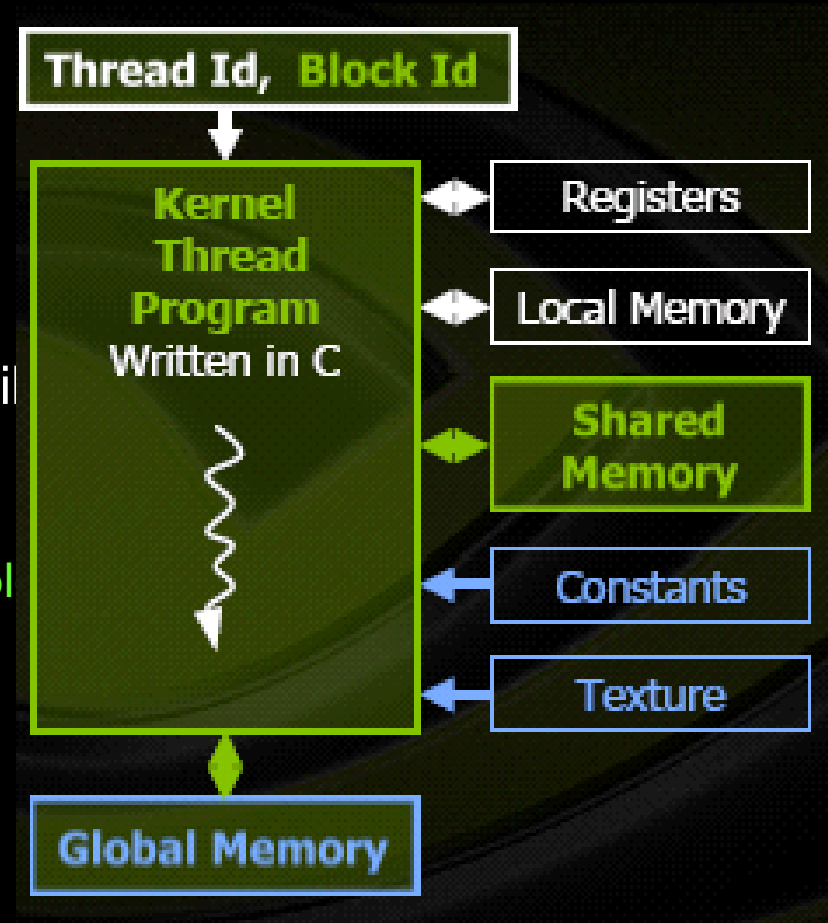 Thread Id, Block Id
Kernel
Thread
Program
Written in C
Registers
Local Memory
Shared
Memory
Constants
Texture
Global Memory